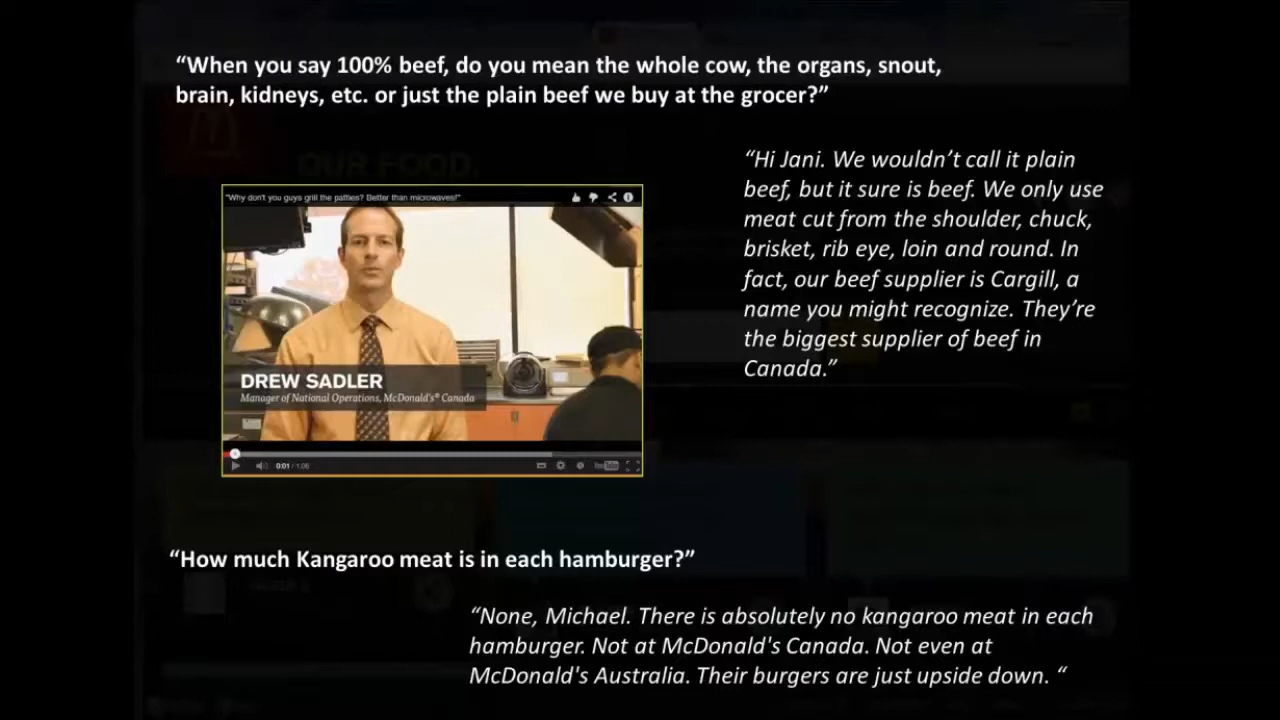 “When you say 100% beef, do you mean the whole cow, the organs, snout,
brain, kidneys, etc. or just the plain beef we buy at the grocer?”
OUR FOOD.
“Hi Jani. We wouldn’t call it plain
beef, but it sure is beef. We only use
meat cut from the shoulder, chuck,
brisket, rib eye, loin and round. In
fact, our beef supplier is Cargill, a
name you might recognize. They’re
the biggest supplier of beef in
Canada.”
"Why don't you guys grill the patties? Better than microwaves!"
DREW SADLER
Manager of National Operations, McDonald's® Canada
0:01 / 1:06
YouTube
“How much Kangaroo meat is in each hamburger?”
“None, Michael. There is absolutely no kangaroo meat in each
hamburger. Not at McDonald's Canada. Not even at
McDonald's Australia. Their burgers are just upside down. “